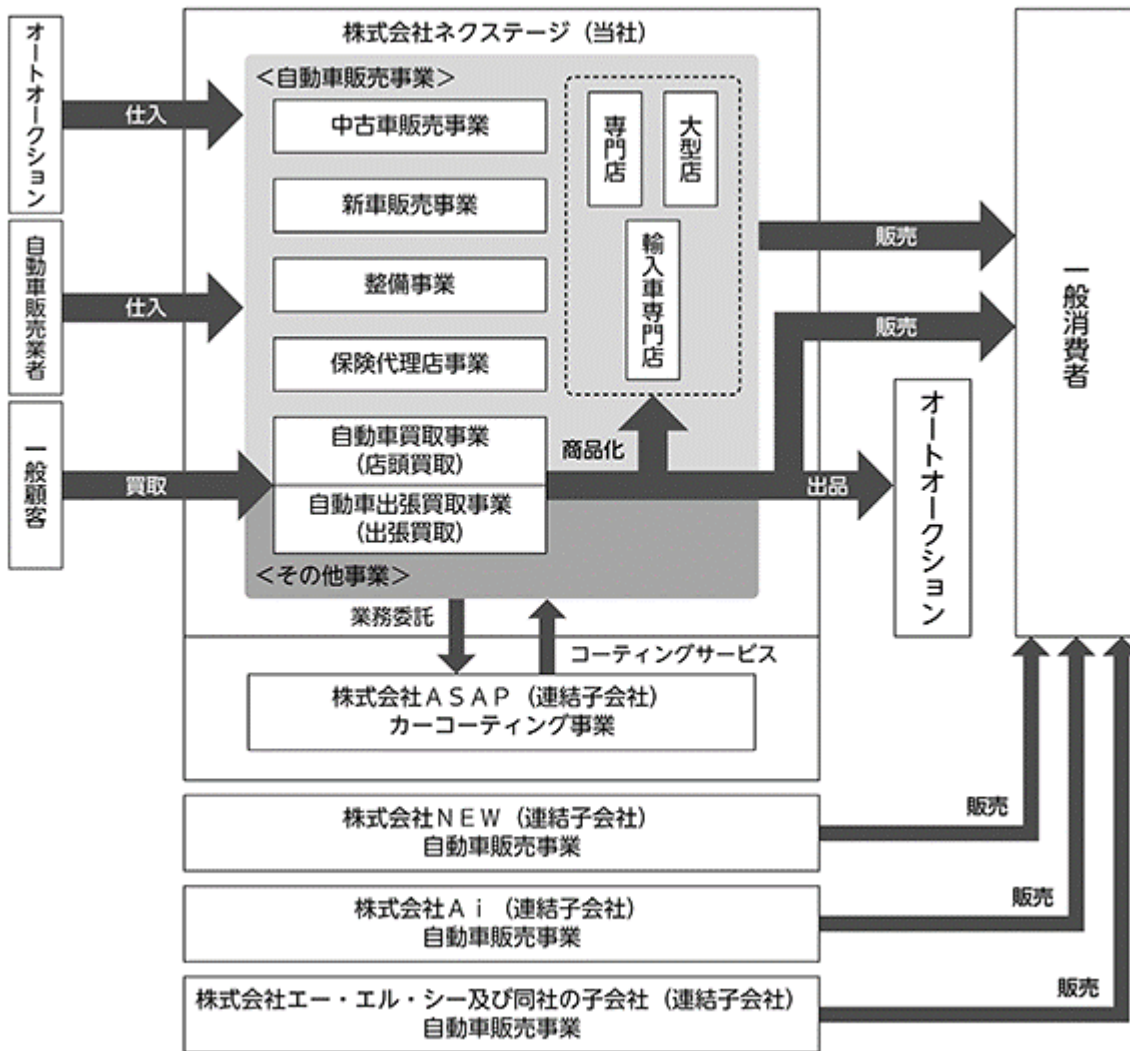 オートオークション
自動車販売業者
一般顧客
仕入
仕入
買取
株式会社ネクステージ（当社）
＜自動車販売事業＞
中古車販売事業
新車販売事業
整備事業
保険代理店事業
自動車買取事業
（店頭買取）
自動車出張買取事業
（出張買取）
＜その他事業＞
専門店
大型店
輸入車専門店
商品化
販売
販売
出品
オートオークション
一般消費者
業務委託
コーティングサービス
株式会社ＡＳＡＰ（連結子会社）
カーコーティング事業
株式会社ＮＥＷ（連結子会社）
自動車販売事業
販売
株式会社Ａｉ（連結子会社）
自動車販売事業
販売
株式会社エー・エル・シー及び同社の子会社（連結子会社）
自動車販売事業
販売